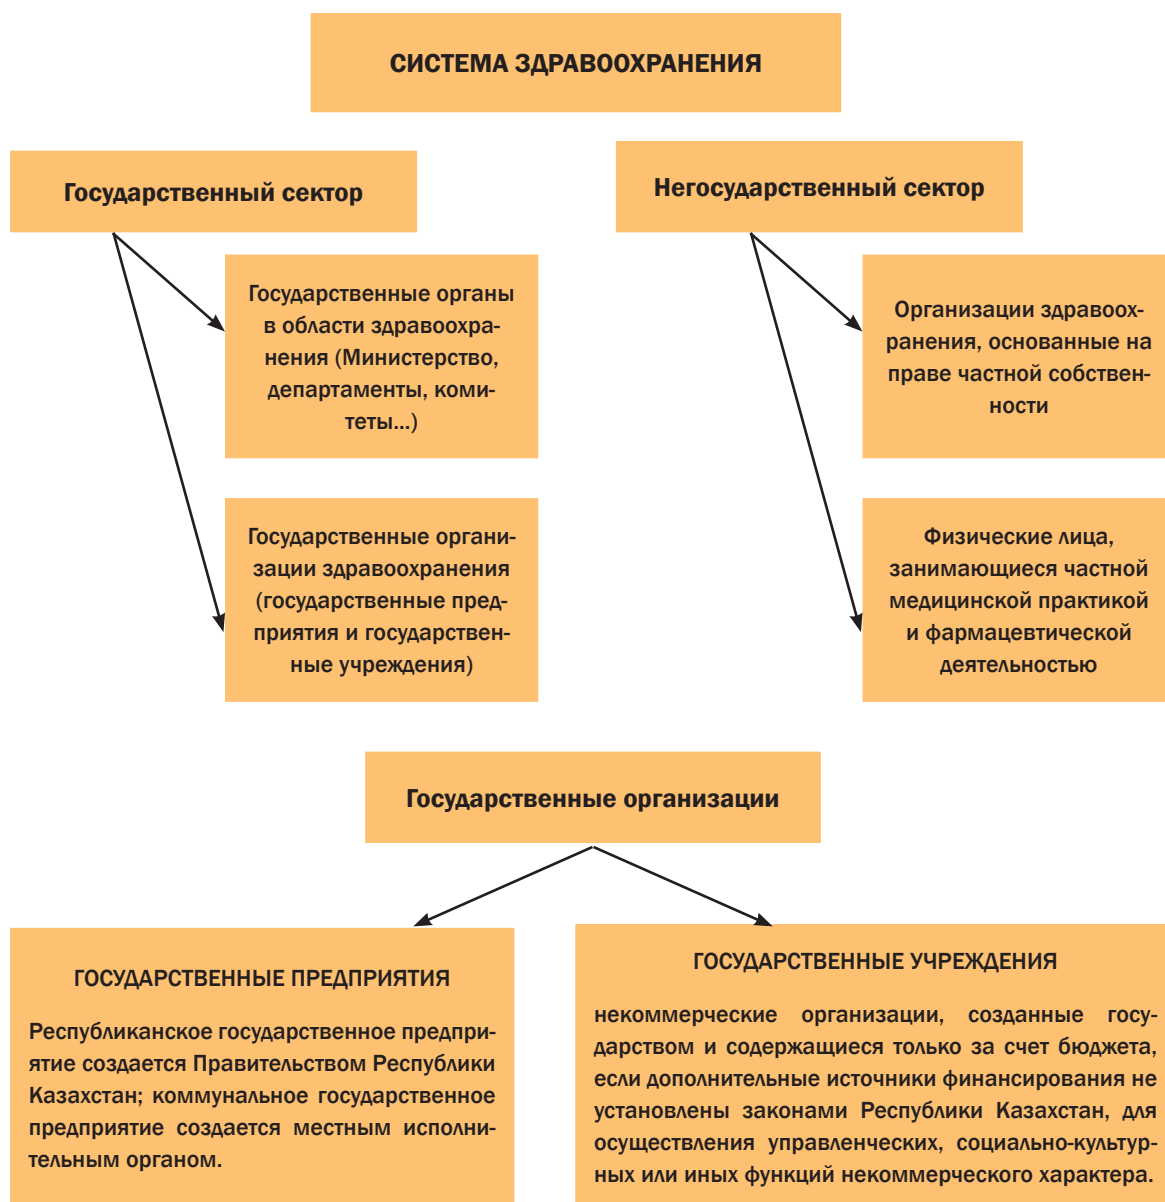 СИСТЕМА ЗДРАВООХРАНЕНИЯ
Государственный сектор
Государственные органы
в области здравоохра-
нения (Министерство,
департаменты, коми-
теты...)
Государственные органи-
зации здравоохранения
(государственные пред-
приятия и государствен-
ные учреждения)
Негосударственный сектор
Организации здравоох-
ранения, основанные на
праве частной собствен-
ности
Физические лица,
занимающиеся частной
медицинской практикой
и фармацевтической
деятельностью
Государственные организации
ГОСУДАРСТВЕННЫЕ ПРЕДПРИЯТИЯ
Республиканское государственное предпри-
ятие создается Правительством Республики
Казахстан; коммунальное государственное
предприятие создается местным исполни-
тельным органом.
ГОСУДАРСТВЕННЫЕ УЧРЕЖДЕНИЯ
некоммерческие организации, созданные госу-
дарством и содержащиеся только за счет бюджета,
если дополнительные источники финансирования не
установлены законами Республики Казахстан, для
осуществления управленческих, социально-культур-
ных или иных функций некоммерческого характера.